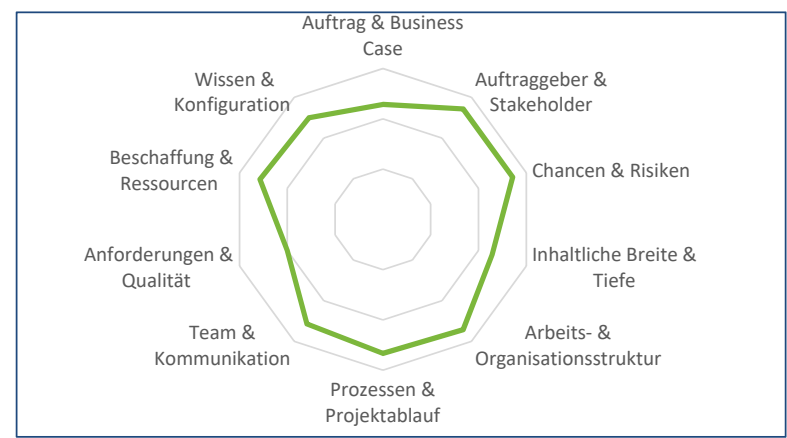 Auftrag & Business
Case
Auftraggeber &
Stakeholder
Chancen & Risiken
Inhaltliche Breite &
Tiefe
Arbeits- &
Organisationsstruktur
Prozessen &
Projektablauf
Team &
Kommunikation
Anforderungen &
Qualität
Beschaffung &
Ressourcen
Wissen &
Konfiguration